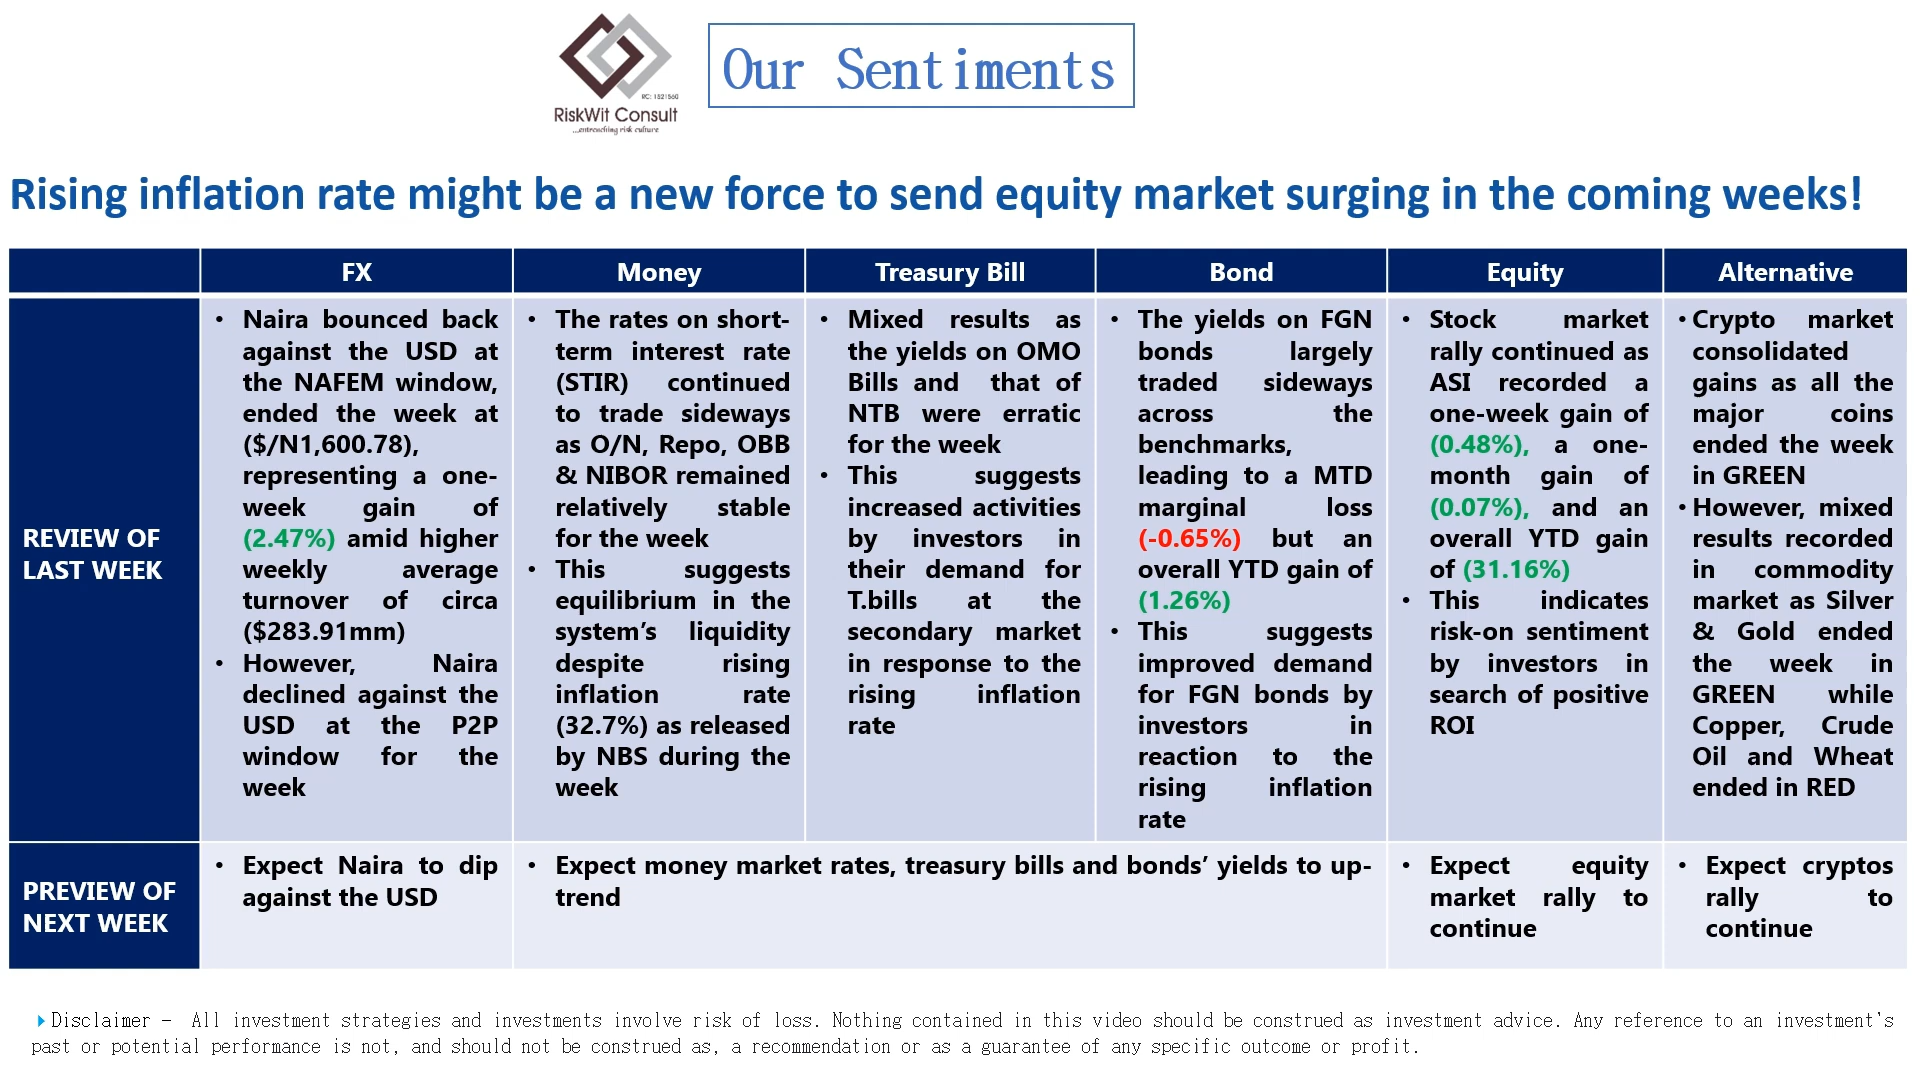 RC: 1521560
RiskWit Consult
...entrenching risk culture
Our Sentiments
Rising inflation rate might be a new force to send equity market surging in the coming weeks!
FX
Money
Treasury Bill
Bond
Equity
Alternative
REVIEW OF
LAST WEEK
• Naira bounced back
against the USD at
the NAFEM window,
ended the week at
($/N1,600.78),
representing a one-
week gain of
(2.47%) amid higher
weekly average
turnover of circa
($283.91mm)
• However, Naira
declined against the
USD at the P2P
window for the
week
• The rates on short-
term interest rate
(STIR) continued
to trade sideways
as O/N, Repo, OBB
& NIBOR remained
relatively stable
for the week
• This suggests
equilibrium in the
system’s liquidity
despite rising
inflation rate
(32.7%) as released
by NBS during the
week
• Mixed results as
the yields on OMO
Bills and that of
NTB were erratic
for the week
• This suggests
increased activities
by investors in
their demand for
T.bills at the
secondary market
in response to the
rising inflation
rate
• The yields on FGN
bonds largely
traded sideways
across the
benchmarks,
leading to a MTD
marginal loss
(-0.65%) but an
overall YTD gain of
(1.26%)
• This suggests
improved demand
for FGN bonds by
investors in
reaction to the
rising inflation
rate
• Stock market
rally continued as
ASI recorded a
one-week gain of
(0.48%), a one-
month gain of
(0.07%), and an
overall YTD gain
of (31.16%)
• This indicates
risk-on sentiment
by investors in
search of positive
ROI
• Crypto market
consolidated
gains as all the
major coins
ended the week
in GREEN
• However, mixed
results recorded
in commodity
market as Silver
& Gold ended
the week in
GREEN while
Copper, Crude
Oil and Wheat
ended in RED
PREVIEW OF
NEXT WEEK
• Expect Naira to dip
against the USD
• Expect money market rates, treasury bills and bonds’ yields to up-
trend
• Expect equity
market rally to
continue
• Expect cryptos
rally to
continue
Disclaimer – All investment strategies and investments involve risk of loss. Nothing contained in this video should be construed as investment advice. Any reference to an investment's
past or potential performance is not, and should not be construed as, a recommendation or as a guarantee of any specific outcome or profit.